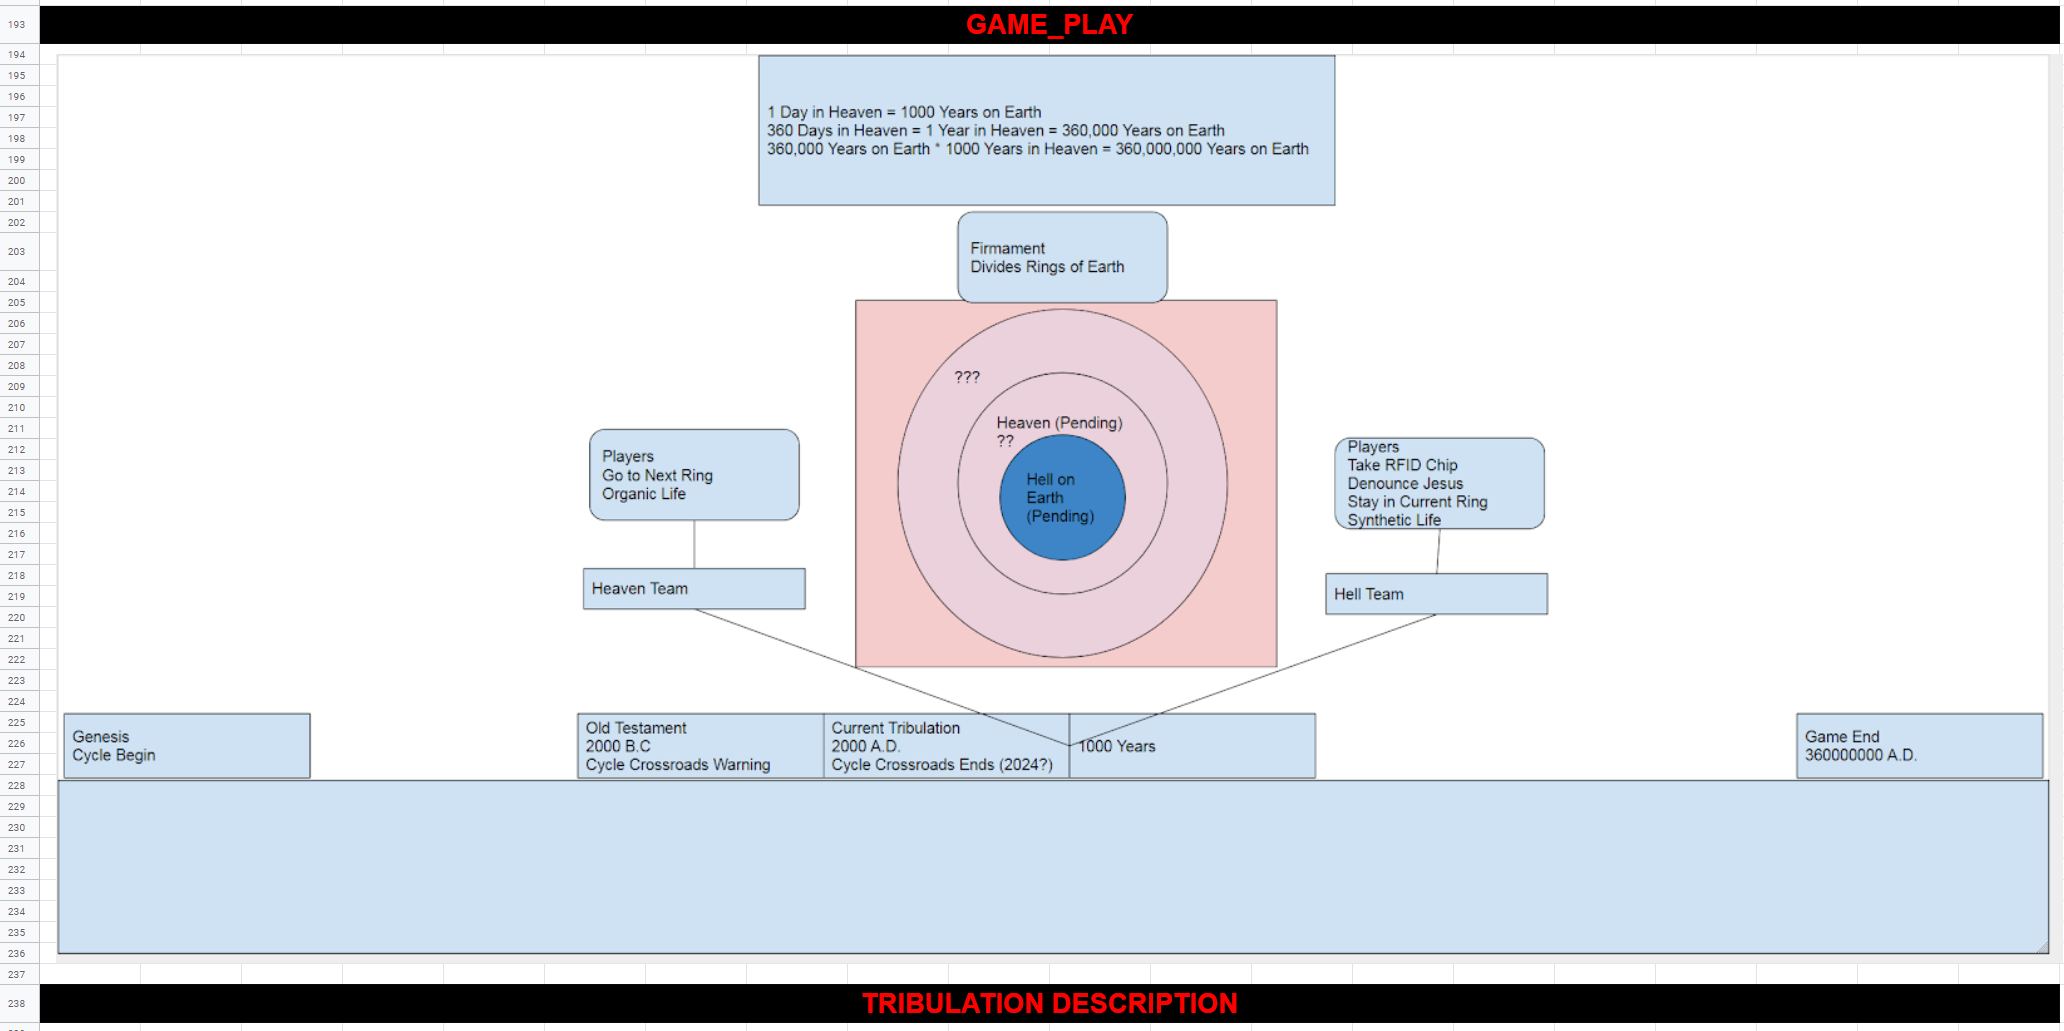 193
GAME_PLAY
194
195
196
197
198
199
200
201
1 Day in Heaven = 1000 Years on Earth
360 Days in Heaven = 1 Year in Heaven = 360,000 Years on Earth
360,000 Years on Earth * 1000 Years in Heaven = 360,000,000 Years on Earth
202
203
204
Firmament
Divides Rings of Earth
205
206
207
208
209
210
211
212
213
214
215
216
217
218
219
220
221
222
223
224
???
Heaven (Pending)
??
Hell on
Earth
(Pending)
Players
Go to Next Ring
Organic Life
Heaven Team
Players
Take RFID Chip
Denounce Jesus
Stay in Current Ring
Synthetic Life
Hell Team
225
226
227
Genesis
Cycle Begin
Old Testament
2000 B.C
Cycle Crossroads Warning
Current Tribulation
2000 A.D.
Cycle Crossroads Ends (2024?)
1000 Years
Game End
360000000 A.D.
228
229
230
231
232
233
234
235
236
237
238
TRIBULATION DESCRIPTION